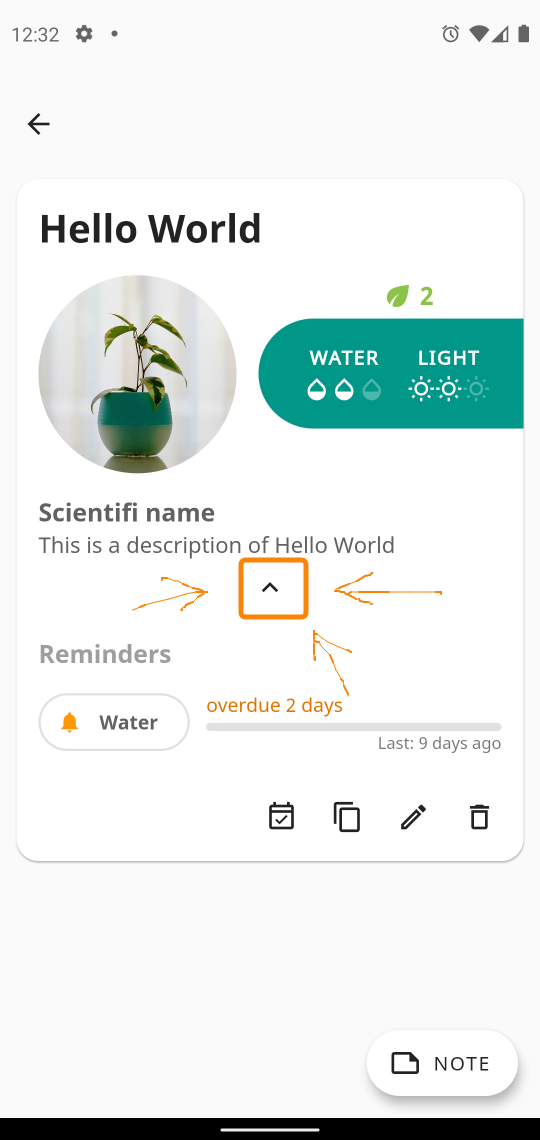 12:32
Hello World
2
WATER LIGHT
Scientifi name
This is a description of Hello World
Reminders
overdue 2 days
Water
Last: 9 days ago
NOTE